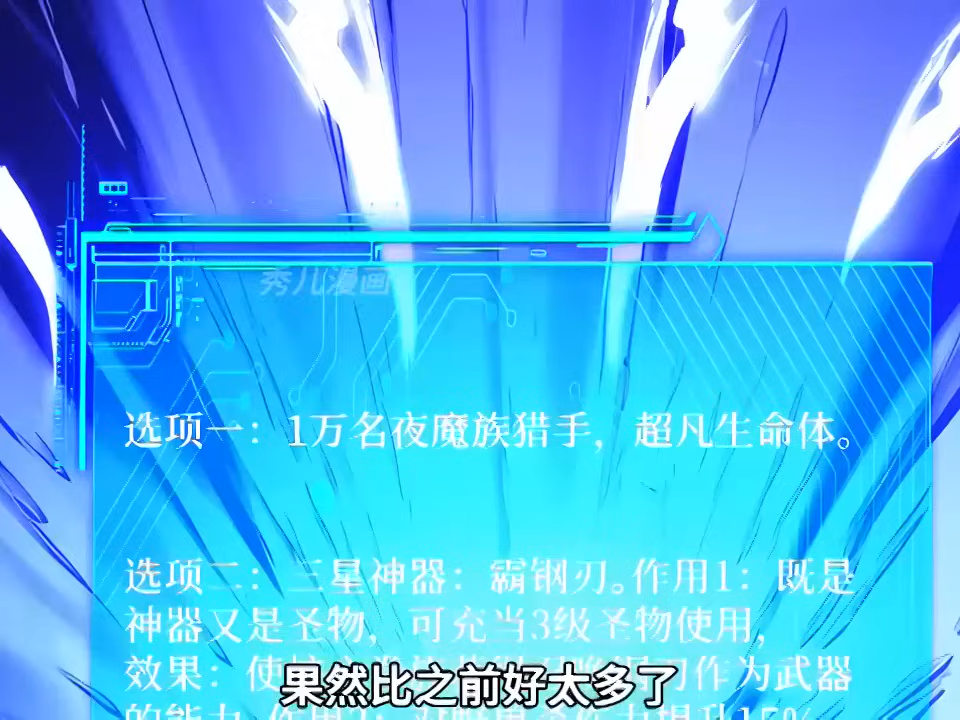 秀儿漫画
选项一：1万名夜魔族猎手，超凡生命体。
选项二：三星神器：霸钢刃。作用1：既是
神器又是圣物，可充当3级圣物使用，
效果：使
作为武器
果然比之前好太多了